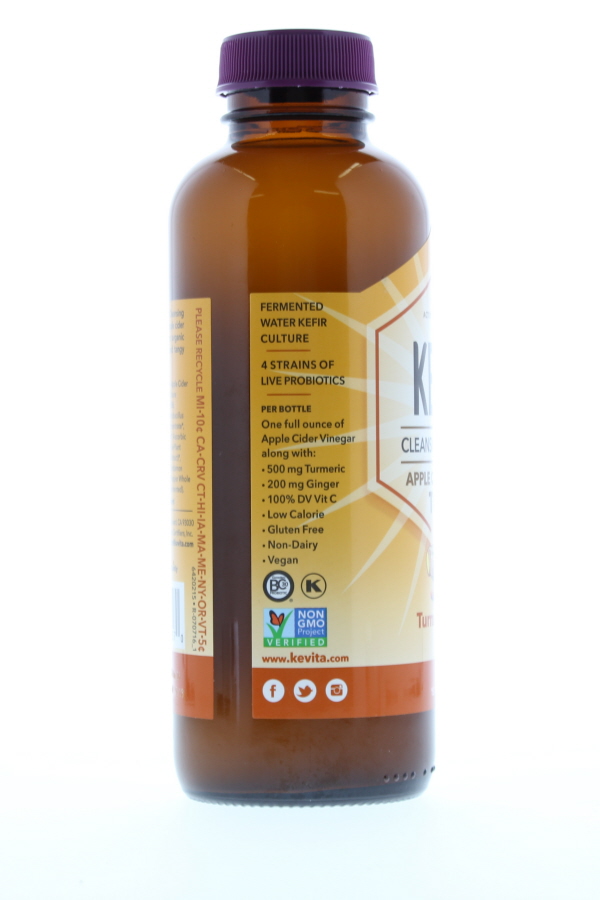 FERMENTED
WATER KEFIR
CULTURE
4 STRAINS OF
LIVE PROBIOTICS
PER BOTTLE
One full ounce of
Apple Cider Vinegar
along with:
• 500 mg Turmeric
• 200 mg Ginger
• 100% DV Vit C
• Low Calorie
• Gluten Free
• Non-Dairy
• Vegan
K
NON
GMO
Project
VERIFIED
www.kevita.com
KE
CLEAN
APPLE
Tur
PLEASE RECYCLE MI-10¢ CA-CRV CT-HI-IA-MA-ME-NY-OR-VT-5¢